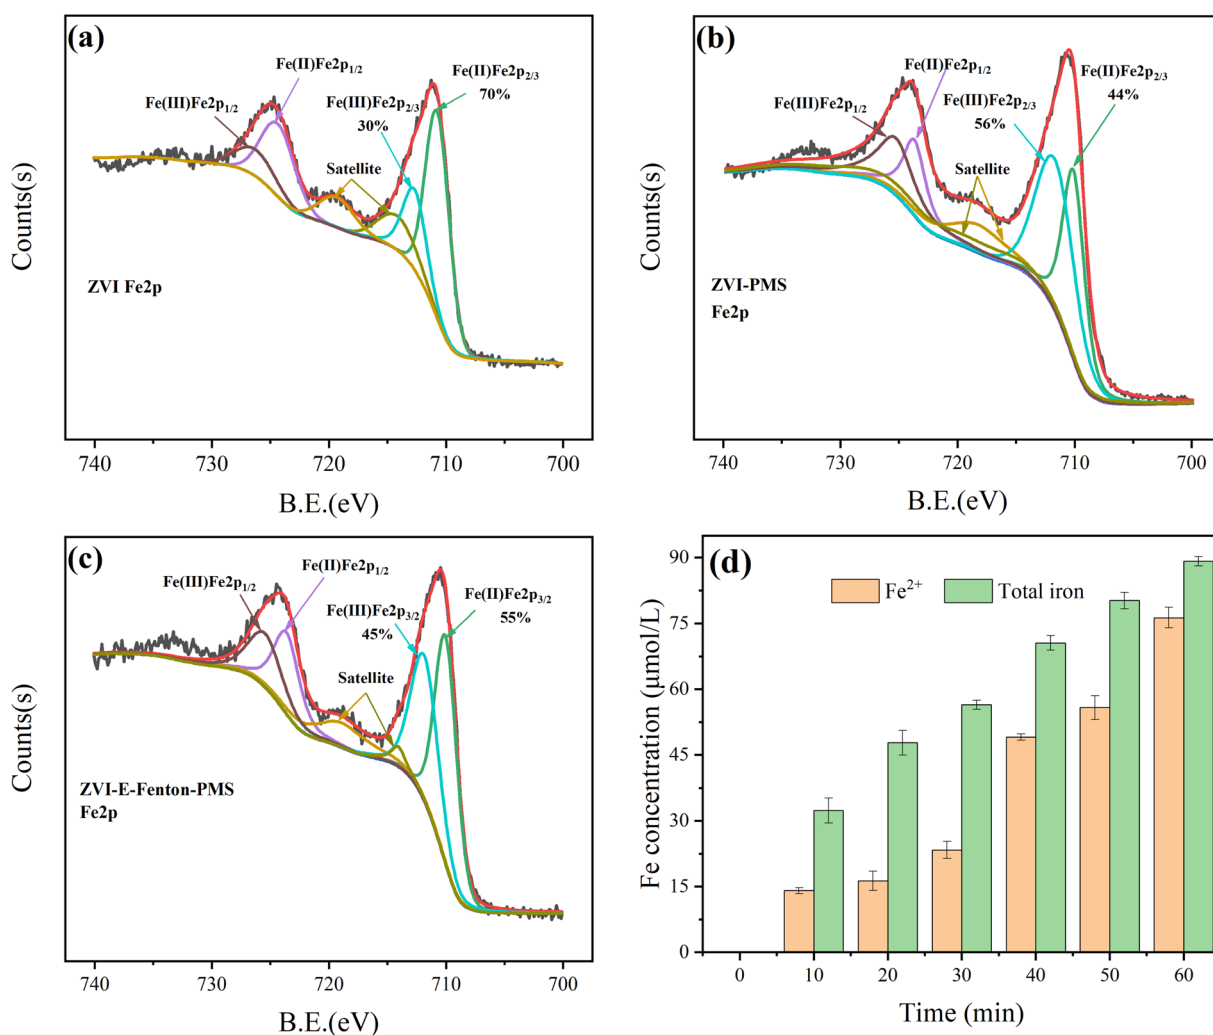 (a)
Fe(II)Fe2p1/2
Fe(III)Fe2p1/2
Fe(II)Fe2p2/3
70%
Fe(III)Fe2p2/3
30%
Satellite
ZVI Fe2p
Counts(s)
740 730 720 710 700
B.E.(eV)
(b)
Fe(II)Fe2p1/2
Fe(III)Fe2p1/2
Fe(II)Fe2p2/3
44%
Fe(III)Fe2p2/3
56%
Satellite
ZVI-PMS
Fe2p
Counts(s)
740 730 720 710 700
B.E.(eV)
(c)
Fe(II)Fe2p1/2
Fe(III)Fe2p1/2
Fe(II)Fe2p3/2
55%
Fe(III)Fe2p3/2
45%
Satellite
ZVI-E-Fenton-PMS
Fe2p
Counts(s)
740 730 720 710 700
B.E.(eV)
(d)
Fe2+ Total iron
Fe concentration (μmol/L)
90
75
60
45
30
15
0
0 10 20 30 40 50 60
Time (min)